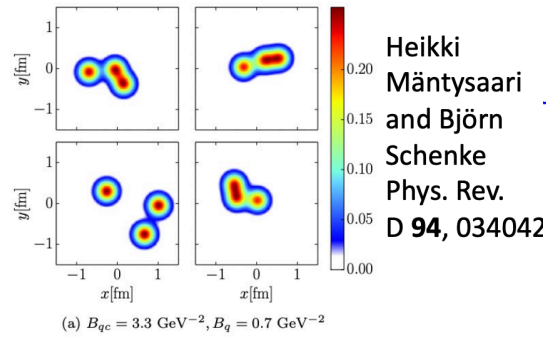 1
0
−1
y[fm]
1
0
−1
y[fm]
−1 0 1
x[fm]
−1 0 1
x[fm]
0.20
0.15
0.10
0.05
0.00
(a) B_qc = 3.3 GeV⁻², B_q = 0.7 GeV⁻²
Heikki
Mäntysaari
and Björn
Schenke
Phys. Rev.
D 94, 034042